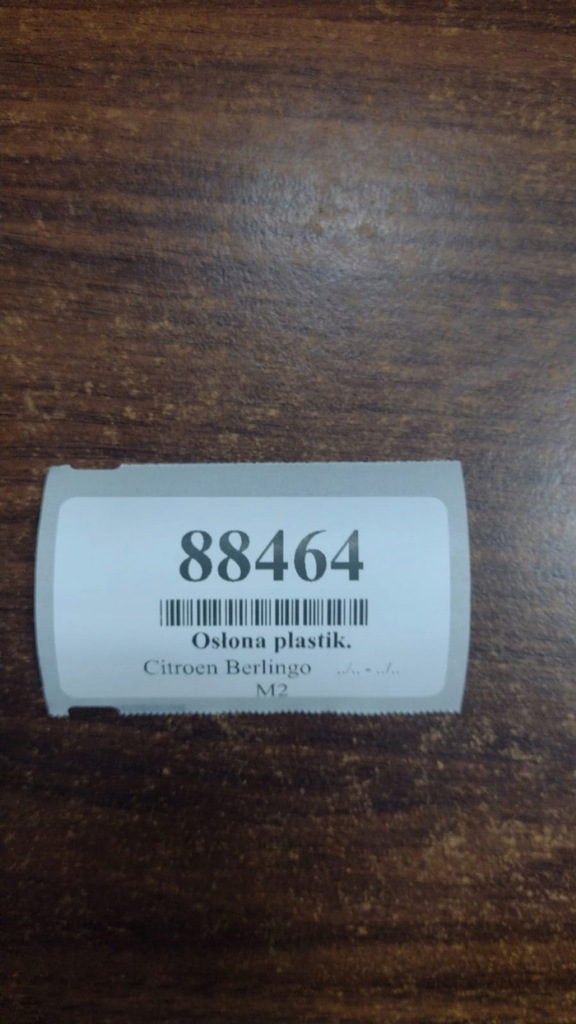 88464
Osłona plastik.
Citroen Berlingo ../.. - ../..
M2